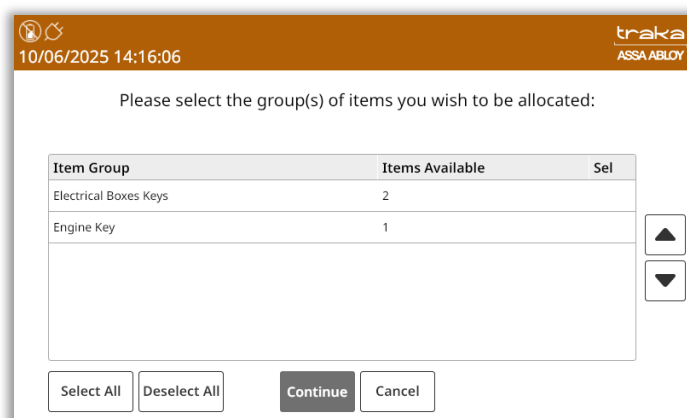 traka
10/06/2025 14:16:06
ASSA ABLOY
Please select the group(s) of items you wish to be allocated:
Item Group Items Available Sel
Electrical Boxes Keys 2
Engine Key 1
Select All Deselect All Continue Cancel